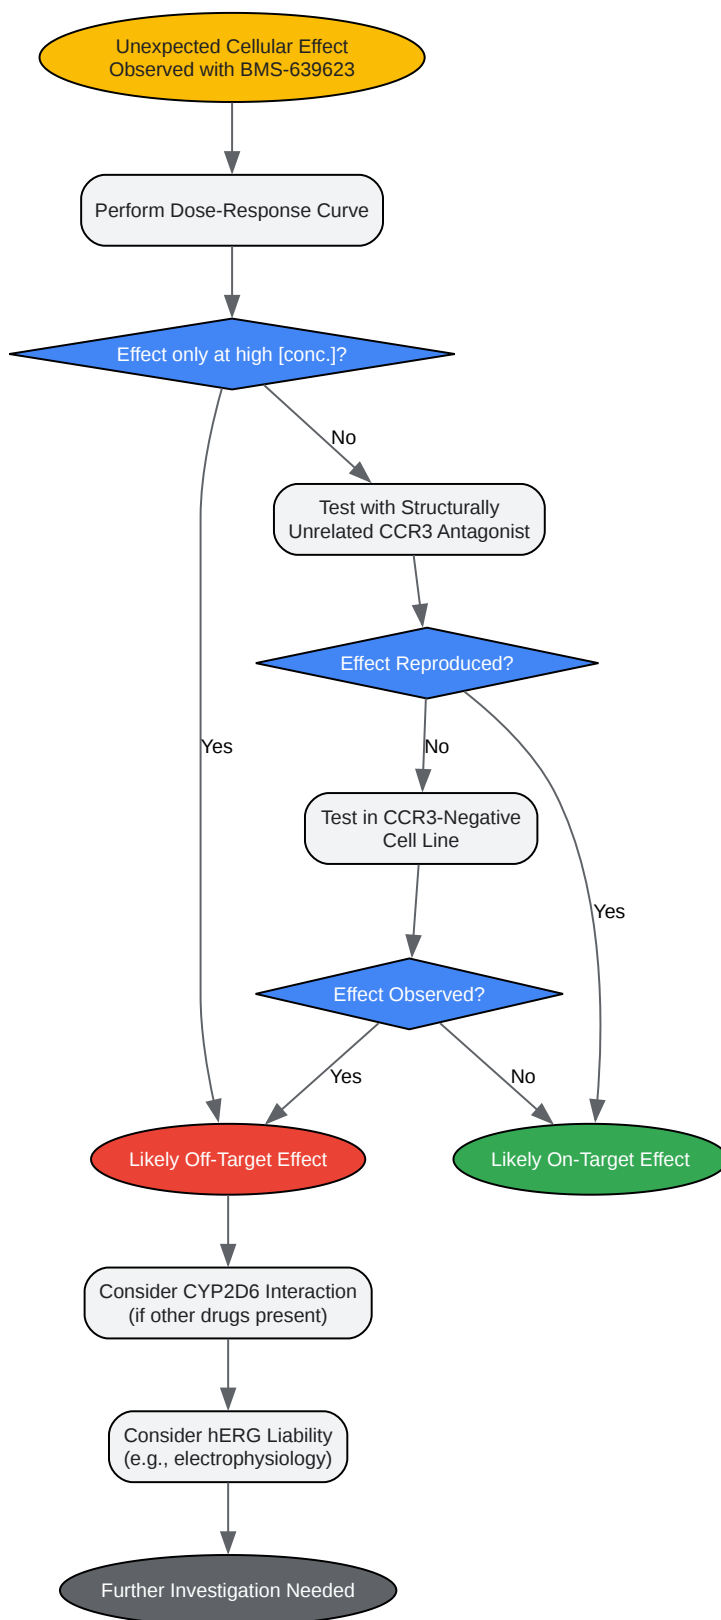 Unexpected Cellular Effect
Observed with BMS-639623
Perform Dose-Response Curve
Effect only at high [conc.]?
No
Test with Structurally
Unrelated CCR3 Antagonist
Effect Reproduced?
Yes
No
Test in CCR3-Negative
Cell Line
Yes
Effect Observed?
Yes
No
Likely Off-Target Effect
Likely On-Target Effect
Consider CYP2D6 Interaction
(if other drugs present)
Consider hERG Liability
(e.g., electrophysiology)
Further Investigation Needed